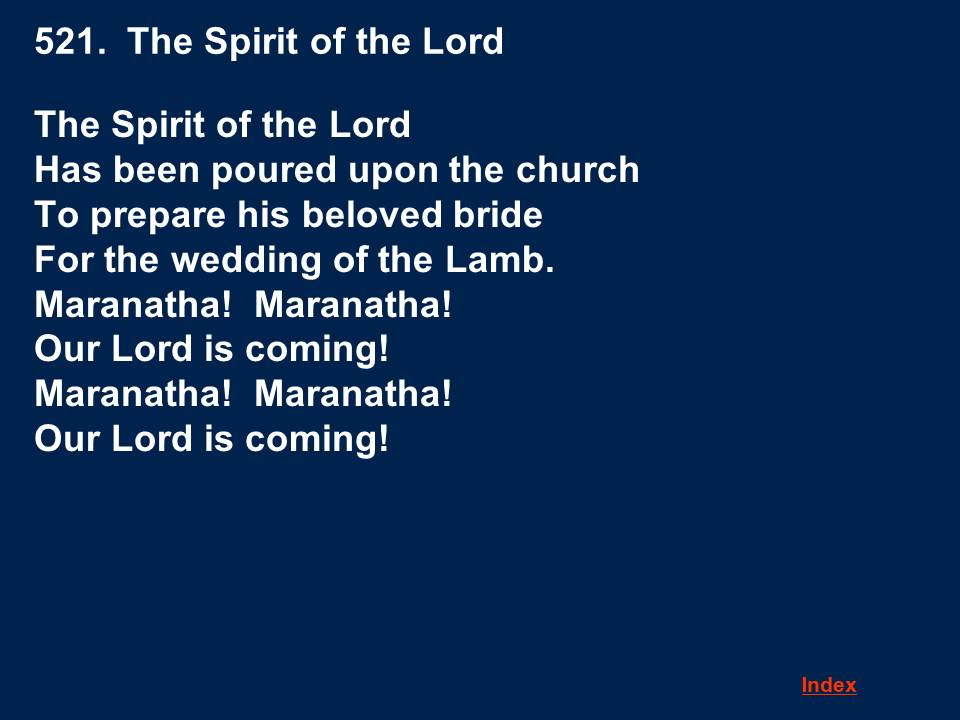 521.  The Spirit of the Lord
The Spirit of the Lord
Has been poured upon the church
To prepare his beloved bride
For the wedding of the Lamb.
Maranatha!  Maranatha!
Our Lord is coming!
Maranatha!  Maranatha!
Our Lord is coming!
Index